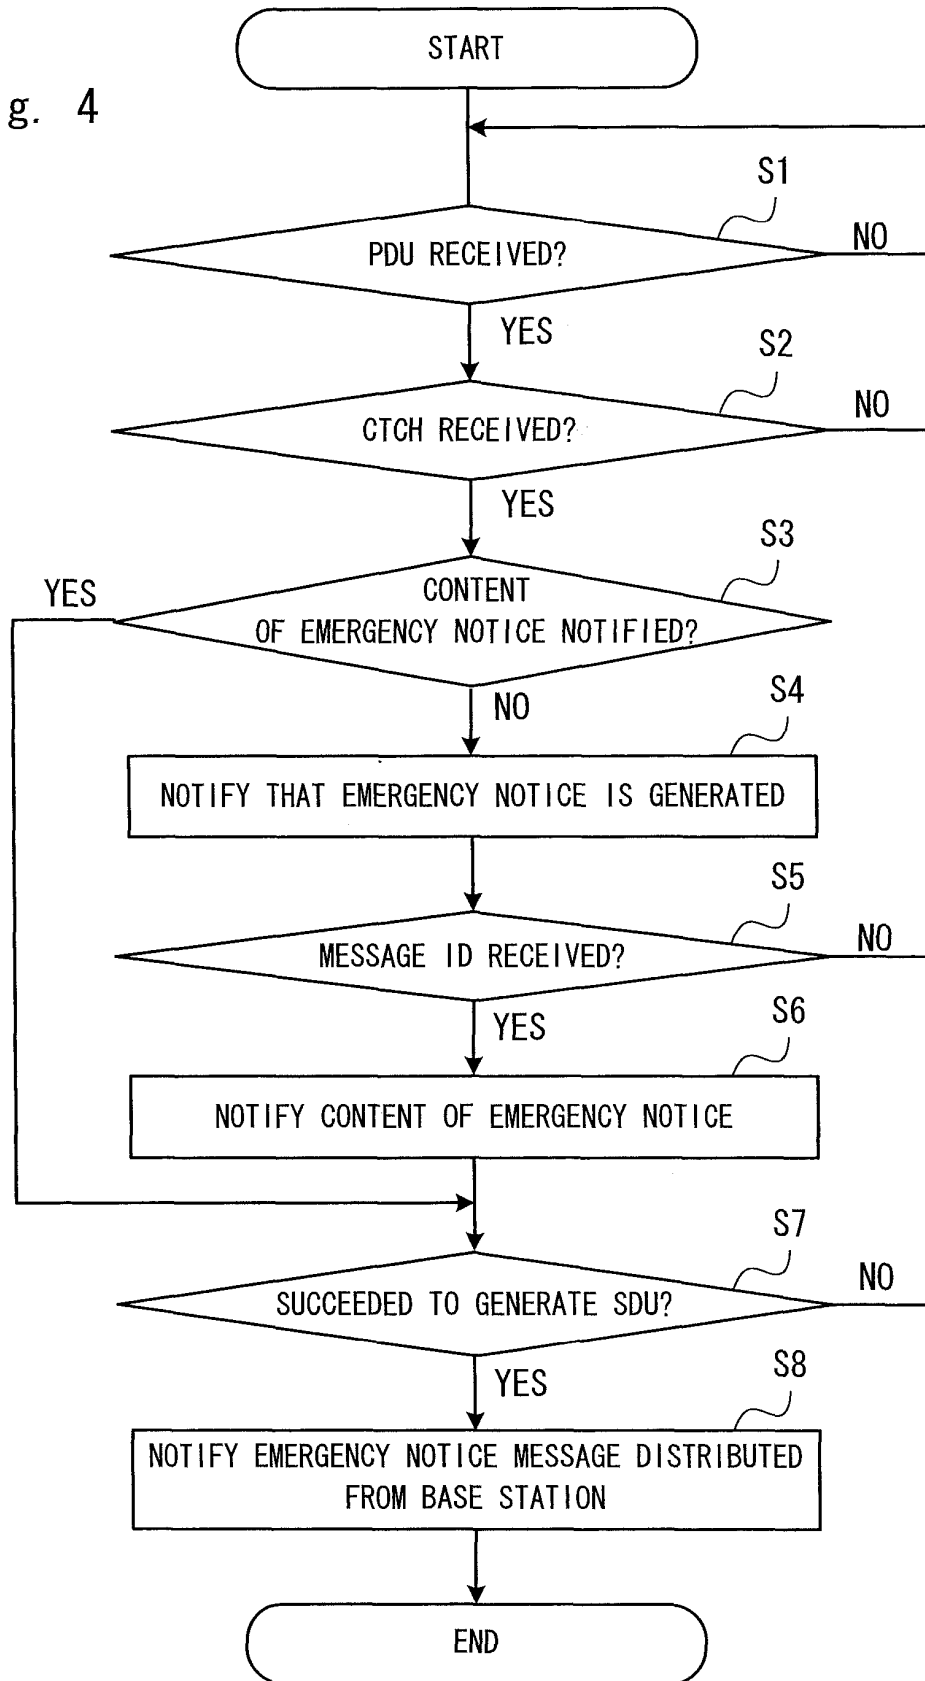 START
g. 4
S1
PDU RECEIVED?
NO
YES
S2
CTCH RECEIVED?
NO
YES
S3
YES
CONTENT
OF EMERGENCY NOTICE NOTIFIED?
NO
S4
NOTIFY THAT EMERGENCY NOTICE IS GENERATED
S5
MESSAGE ID RECEIVED?
NO
YES
S6
NOTIFY CONTENT OF EMERGENCY NOTICE
S7
SUCCEEDED TO GENERATE SDU?
NO
YES
S8
NOTIFY EMERGENCY NOTICE MESSAGE DISTRIBUTED
FROM BASE STATION
END